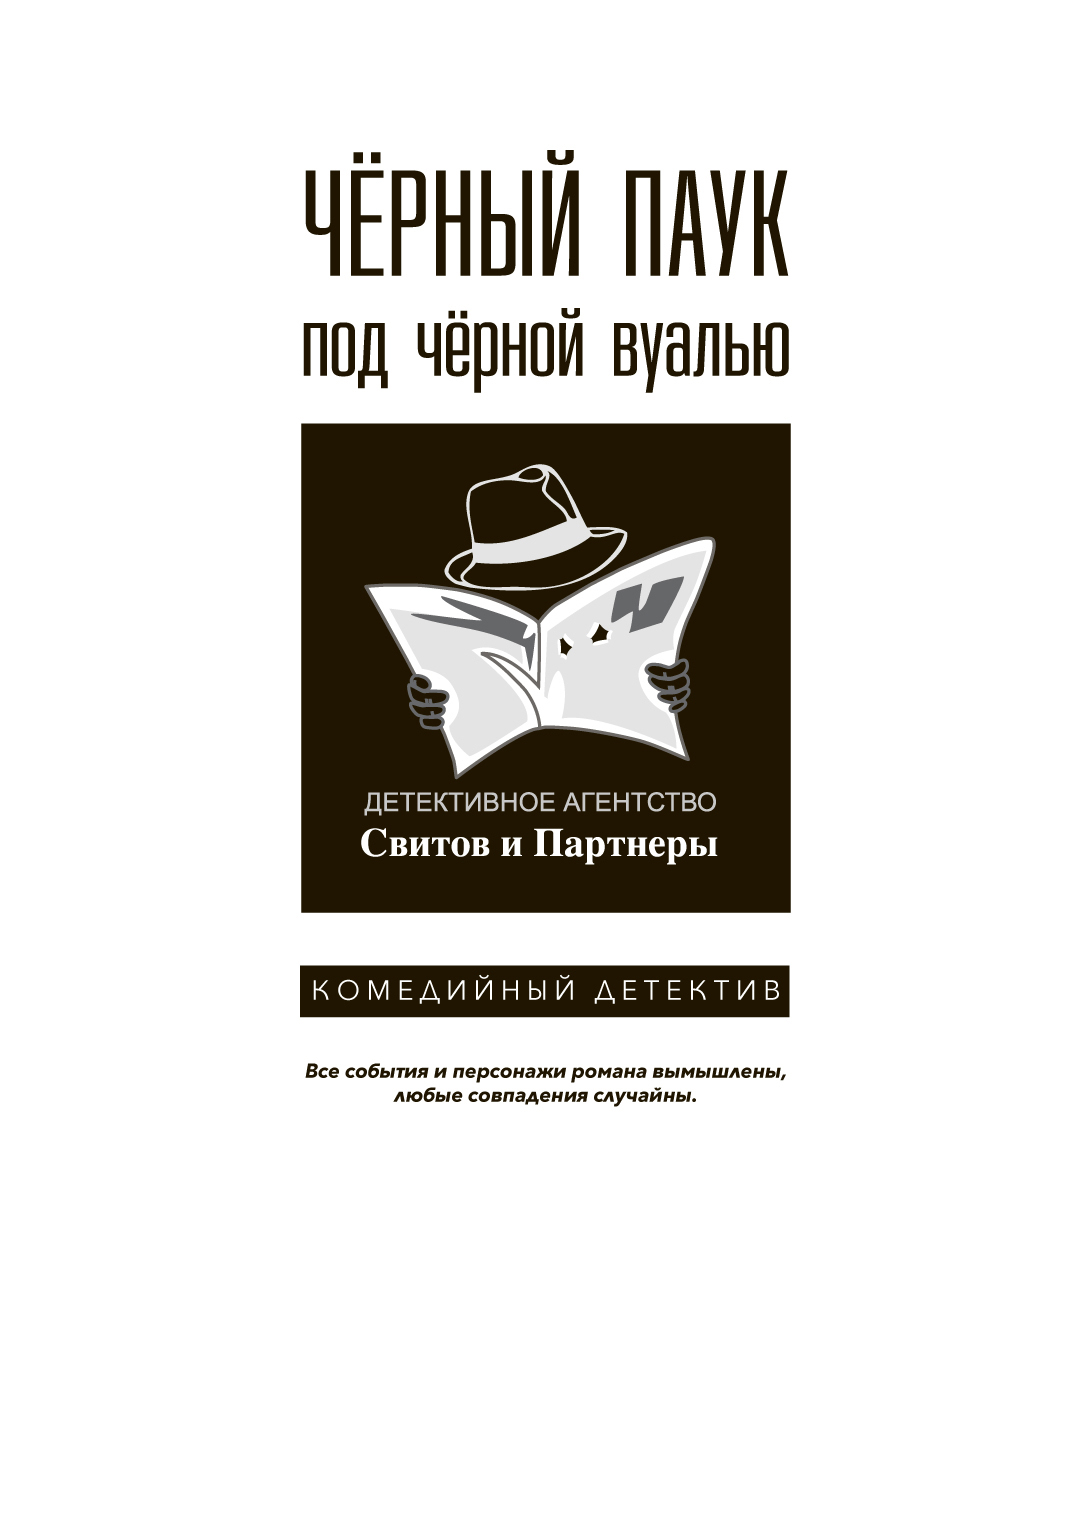 ЧЁРНЫЙ ПАУК
под чёрной вуалью
ДЕТЕКТИВНОЕ АГЕНТСТВО
Свитов и Партнеры
КОМЕДИЙНЫЙ ДЕТЕКТИВ
Все события и персонажи романа вымышлены,
любые совпадения случайны.